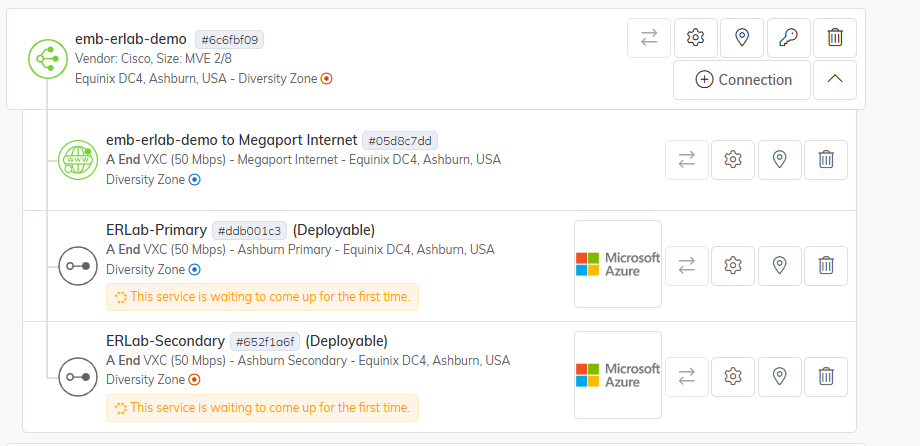 emb-erlab-demo #6c6fbf09
Vendor: Cisco, Size: MVE 2/8
Equinix DC4, Ashburn, USA - Diversity Zone
Connection
emb-erlab-demo to Megaport Internet #05d8c7dd
A End VXC (50 Mbps) - Megaport Internet - Equinix DC4, Ashburn, USA
Diversity Zone
WWW
ERLab-Primary #ddb001c3 (Deployable)
A End VXC (50 Mbps) - Ashburn Primary - Equinix DC4, Ashburn, USA
Diversity Zone
This service is waiting to come up for the first time.
Microsoft
Azure
ERLab-Secondary #652f1a6f (Deployable)
A End VXC (50 Mbps) - Ashburn Secondary - Equinix DC4, Ashburn, USA
Diversity Zone
This service is waiting to come up for the first time.
Microsoft
Azure